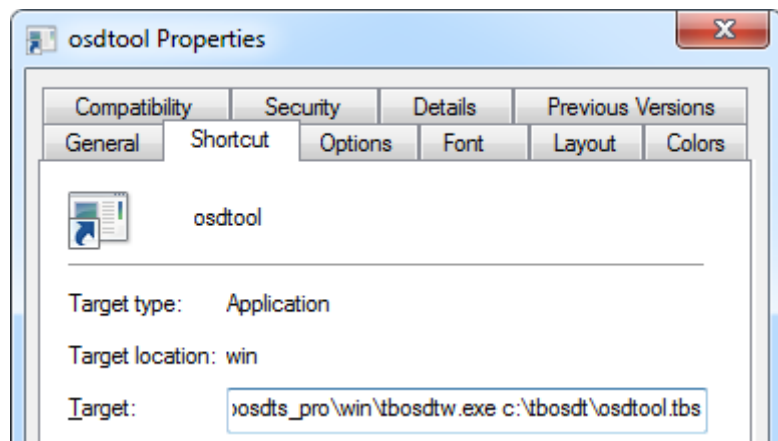 osdtool Properties
Compatibility Security Details Previous Versions
General Shortcut Options Font Layout Colors
osdtool
Target type: Application
Target location: win
Target: osdts_pro\win\tbosdtw.exe c:\tbosdt\osdtool.tbs